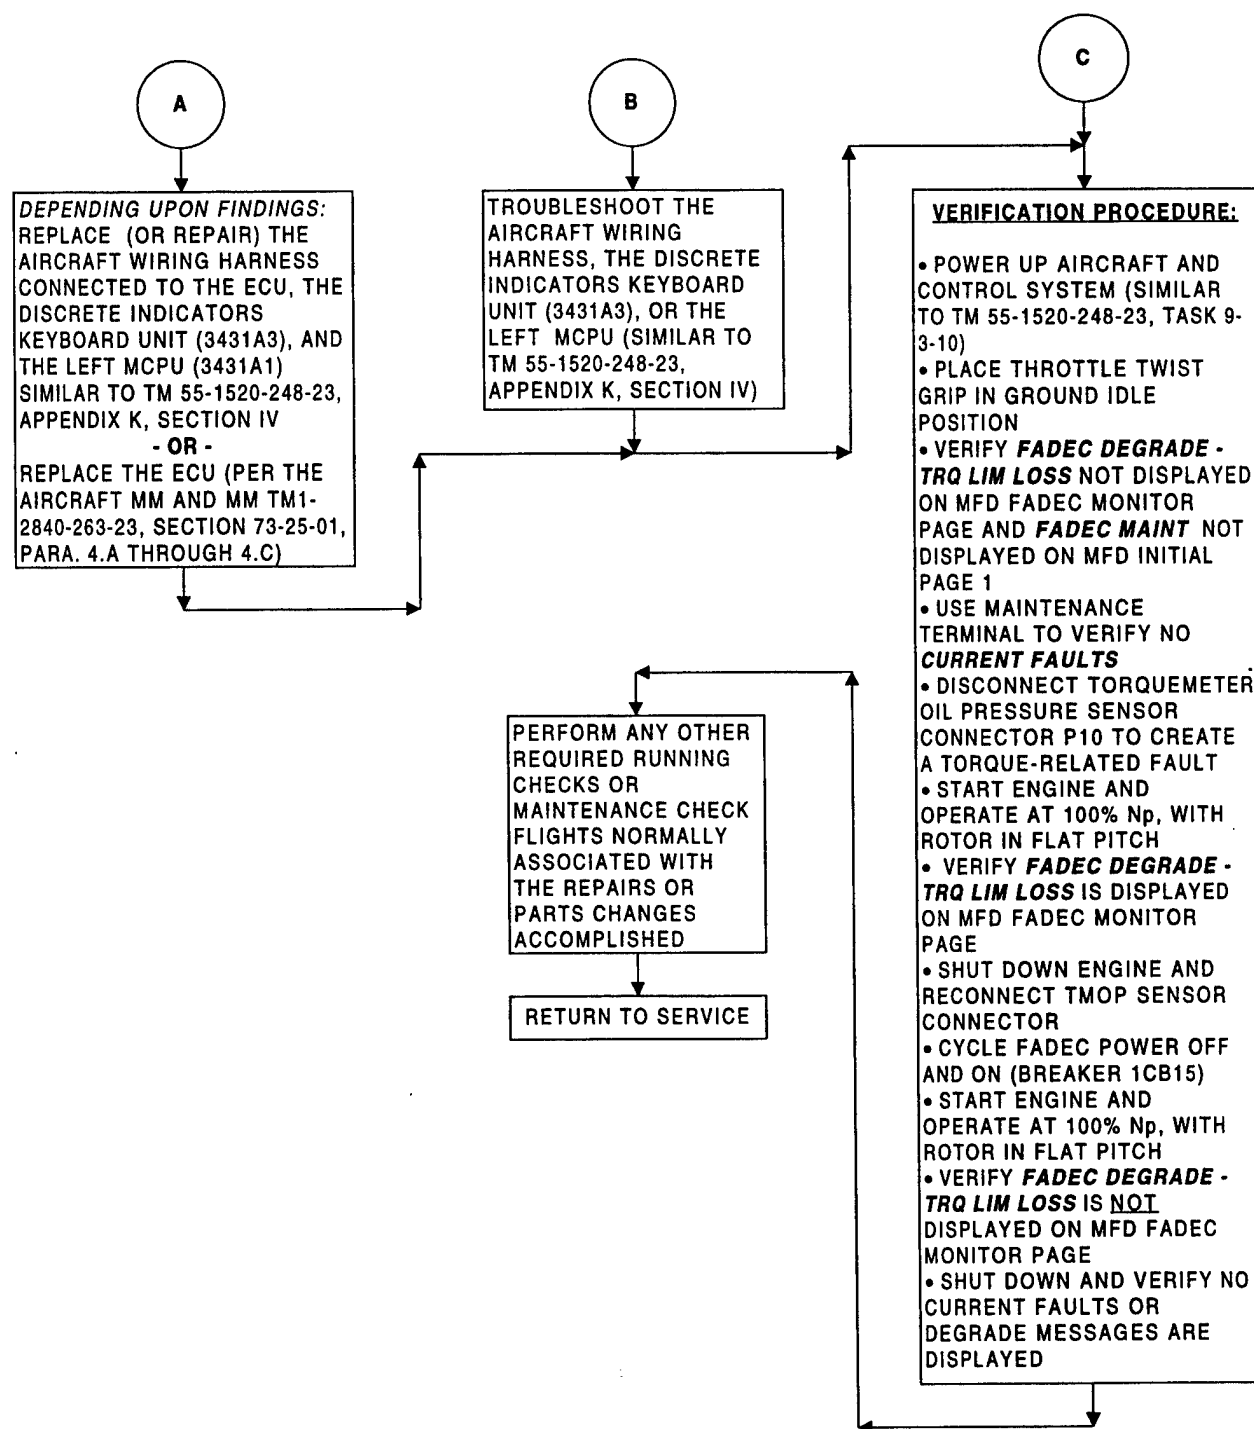 A
DEPENDING UPON FINDINGS:
REPLACE (OR REPAIR) THE
AIRCRAFT WIRING HARNESS
CONNECTED TO THE ECU, THE
DISCRETE INDICATORS
KEYBOARD UNIT (3431A3), AND
THE LEFT MCPU (3431A1)
SIMILAR TO TM 55-1520-248-23,
APPENDIX K, SECTION IV
- OR -
REPLACE THE ECU (PER THE
AIRCRAFT MM AND MM TM1-
2840-263-23, SECTION 73-25-01,
PARA. 4.A THROUGH 4.C)
B
TROUBLESHOOT THE
AIRCRAFT WIRING
HARNESS, THE DISCRETE
INDICATORS KEYBOARD
UNIT (3431A3), OR THE
LEFT MCPU (SIMILAR TO
TM 55-1520-248-23,
APPENDIX K, SECTION IV)
C
VERIFICATION PROCEDURE:
• POWER UP AIRCRAFT AND
CONTROL SYSTEM (SIMILAR
TO TM 55-1520-248-23, TASK 9-
3-10)
• PLACE THROTTLE TWIST
GRIP IN GROUND IDLE
POSITION
• VERIFY FADEC DEGRADE -
TRQ LIM LOSS NOT DISPLAYED
ON MFD FADEC MONITOR
PAGE AND FADEC MAINT NOT
DISPLAYED ON MFD INITIAL
PAGE 1
• USE MAINTENANCE
TERMINAL TO VERIFY NO
CURRENT FAULTS
• DISCONNECT TORQUEMETER
OIL PRESSURE SENSOR
CONNECTOR P10 TO CREATE
A TORQUE-RELATED FAULT
• START ENGINE AND
OPERATE AT 100% Np, WITH
ROTOR IN FLAT PITCH
• VERIFY FADEC DEGRADE -
TRQ LIM LOSS IS DISPLAYED
ON MFD FADEC MONITOR
PAGE
• SHUT DOWN ENGINE AND
RECONNECT TMOP SENSOR
CONNECTOR
• CYCLE FADEC POWER OFF
AND ON (BREAKER 1CB15)
• START ENGINE AND
OPERATE AT 100% Np, WITH
ROTOR IN FLAT PITCH
• VERIFY FADEC DEGRADE -
TRQ LIM LOSS IS NOT
DISPLAYED ON MFD FADEC
MONITOR PAGE
• SHUT DOWN AND VERIFY NO
CURRENT FAULTS OR
DEGRADE MESSAGES ARE
DISPLAYED
PERFORM ANY OTHER
REQUIRED RUNNING
CHECKS OR
MAINTENANCE CHECK
FLIGHTS NORMALLY
ASSOCIATED WITH
THE REPAIRS OR
PARTS CHANGES
ACCOMPLISHED
RETURN TO SERVICE